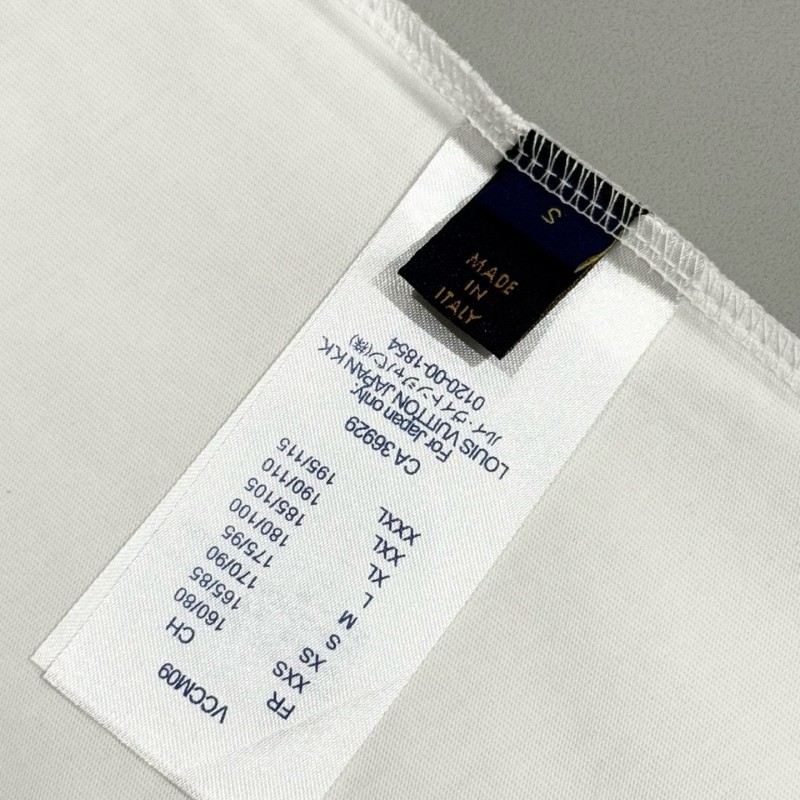 S
MADE
IN
ITALY
VCCM09
FR CH
XXS 160/80
XS 165/85
S 170/90
M 175/95
L 180/100
XL 185/105
XXL 190/110
XXXL 195/115
CA 36929
For Japan only:
LOUIS VUITTON JAPAN K.K.
ルイ・ヴイトンジャパン(株)
0120-00-1854